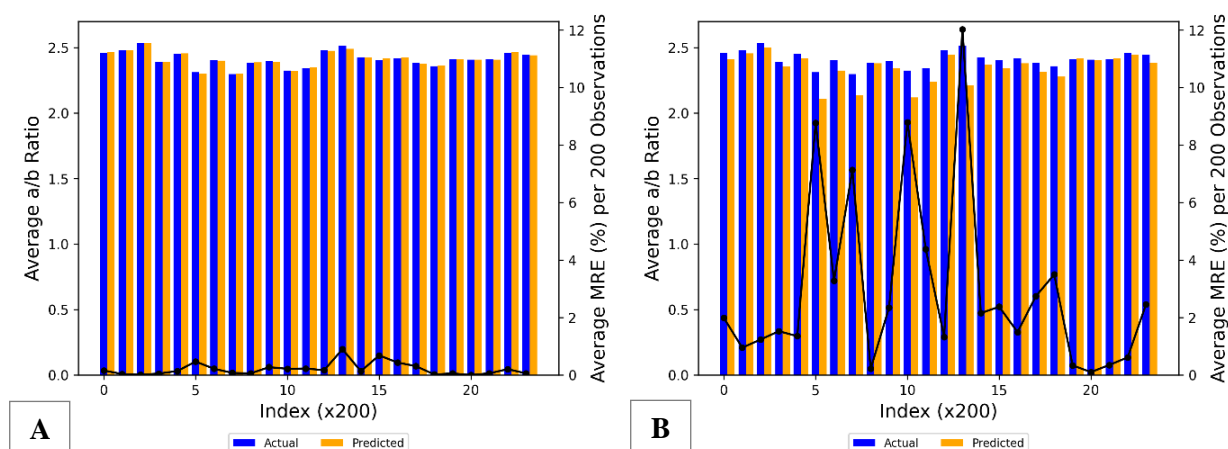 2.5
2.0
1.5
1.0
0.5
0.0
Average a/b Ratio
12
10
8
6
4
2
0
Average MRE (%) per 200 Observations
0 5 10 15 20
Index (x200)
A
Actual Predicted
2.5
2.0
1.5
1.0
0.5
0.0
Average a/b Ratio
12
10
8
6
4
2
0
Average MRE (%) per 200 Observations
0 5 10 15 20
Index (x200)
B
Actual Predicted